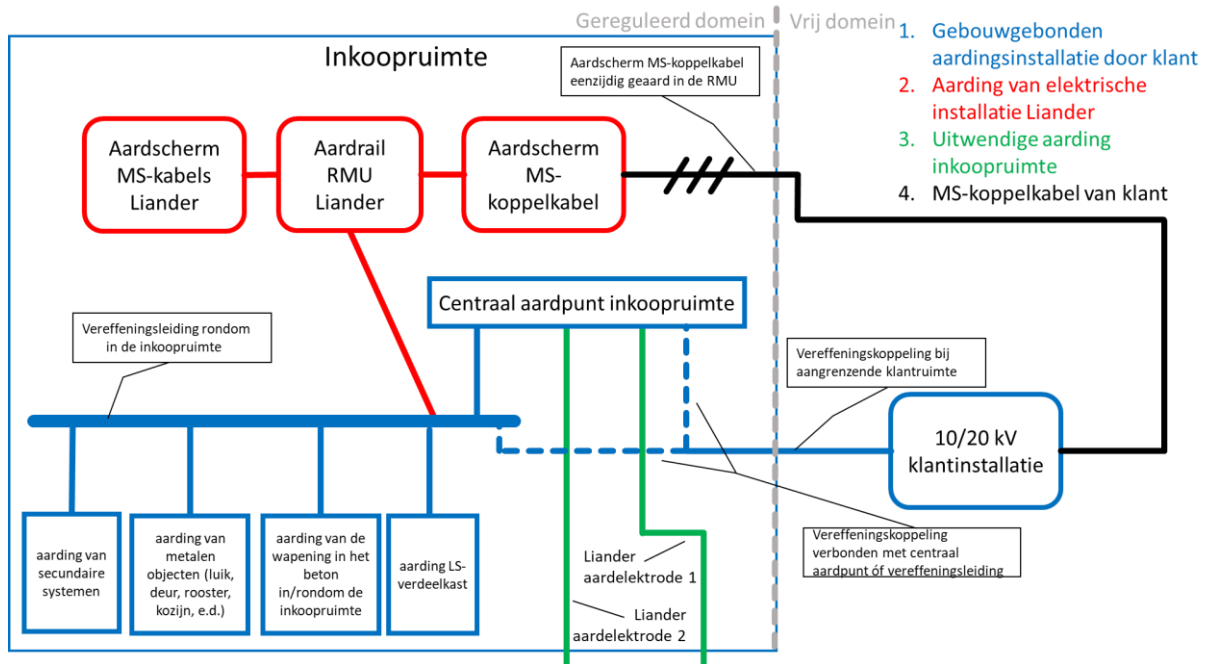 Gereguleerd domein
Vrij domein
1. Gebouwgebonden
aardingsinstallatie door klant
2. Aarding van elektrische
installatie Liander
3. Uitwendige aarding
inkoopruimte
4. MS-koppelkabel van klant
Inkoopruimte
Aardscherm MS-koppelkabel
eenzijdig geaard in de RMU
Aardscherm
MS-kabels
Liander
Aardrail
RMU
Liander
Aardscherm
MS-
koppelkabel
Centraal aardpunt inkoopruimte
Vereffeningsleiding rondom
in de inkoopruimte
Vereffeningskoppeling bij
aangrenzende klantruimte
10/20 kV
klantinstallatie
aarding van
secundaire
systemen
aarding van
metalen
objecten (luik,
deur, rooster,
kozijn, e.d.)
aarding van de
wapening in het
beton
in/rondom de
inkoopruimte
aarding LS-
verdeelkast
Liander
aardelektrode 1
Liander
aardelektrode 2
Vereffeningskoppeling
verbonden met centraal
aardpunt óf vereffeningsleiding